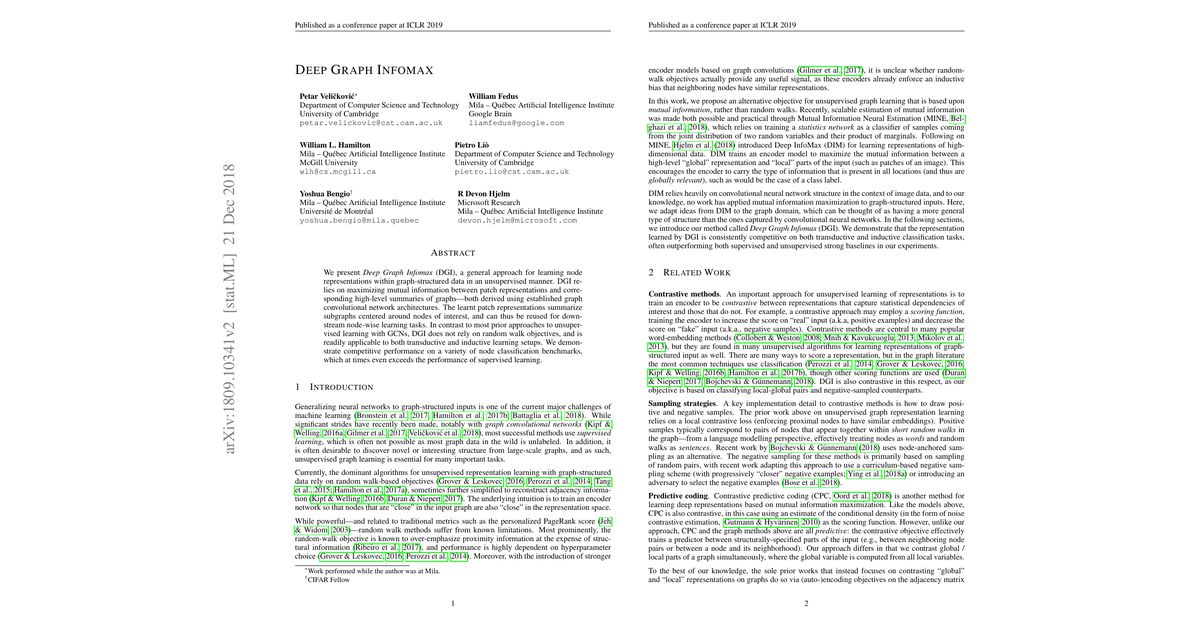 arXiv:1809.10341v2 [stat.ML] 21 Dec 2018
Published as a conference paper at ICLR 2019
DEEP GRAPH INFOMAX
Petar Veličković*
Department of Computer Science and Technology
University of Cambridge
petar.velickovic@cst.cam.ac.uk
William Fedus
Mila – Québec Artificial Intelligence Institute
Google Brain
liamfedus@google.com
William L. Hamilton
Mila – Québec Artificial Intelligence Institute
McGill University
wlh@cs.mcgill.ca
Pietro Liò
Department of Computer Science and Technology
University of Cambridge
pietro.lio@cst.cam.ac.uk
Yoshua Bengio†
Mila – Québec Artificial Intelligence Institute
Université de Montréal
yoshua.bengio@mila.quebec
R Devon Hjelm
Microsoft Research
Mila – Québec Artificial Intelligence Institute
devon.hjelm@microsoft.com
ABSTRACT
We present Deep Graph Infomax (DGI), a general approach for learning node
representations within graph-structured data in an unsupervised manner. DGI re-
lies on maximizing mutual information between patch representations and corre-
sponding high-level summaries of graphs—both derived using established graph
convolutional network architectures. The learnt patch representations summarize
subgraphs centered around nodes of interest, and can thus be reused for down-
stream node-wise learning tasks. In contrast to most prior approaches to unsuper-
vised learning with GCNs, DGI does not rely on random walk objectives, and is
readily applicable to both transductive and inductive learning setups. We demon-
strate competitive performance on a variety of node classification benchmarks,
which at times even exceeds the performance of supervised learning.
1 INTRODUCTION
Generalizing neural networks to graph-structured inputs is one of the current major challenges of
machine learning (Bronstein et al., 2017; Hamilton et al., 2017b; Battaglia et al., 2018). While
significant strides have recently been made, notably with graph convolutional networks (Kipf &
Welling, 2016a; Gilmer et al., 2017; Veličković et al., 2018), most successful methods use supervised
learning, which is often not possible as most graph data in the wild is unlabeled. In addition, it
is often desirable to discover novel or interesting structure from large-scale graphs, and as such,
unsupervised graph learning is essential for many important tasks.
Currently, the dominant algorithms for unsupervised representation learning with graph-structured
data rely on random walk-based objectives (Grover & Leskovec, 2016; Perozzi et al., 2014; Tang
et al., 2015; Hamilton et al., 2017a), sometimes further simplified to reconstruct adjacency informa-
tion (Kipf & Welling, 2016b; Duran & Niepert, 2017). The underlying intuition is to train an encoder
network so that nodes that are “close” in the input graph are also “close” in the representation space.
While powerful—and related to traditional metrics such as the personalized PageRank score (Jeh
& Widom, 2003)—random walk methods suffer from known limitations. Most prominently, the
random-walk objective is known to over-emphasize proximity information at the expense of struc-
tural information (Ribeiro et al., 2017), and performance is highly dependent on hyperparameter
choice (Grover & Leskovec, 2016; Perozzi et al., 2014). Moreover, with the introduction of stronger
*Work performed while the author was at Mila.
†CIFAR Fellow
1
Published as a conference paper at ICLR 2019
encoder models based on graph convolutions (Gilmer et al., 2017), it is unclear whether random-
walk objectives actually provide any useful signal, as these encoders already enforce an inductive
bias that neighboring nodes have similar representations.
In this work, we propose an alternative objective for unsupervised graph learning that is based upon
mutual information, rather than random walks. Recently, scalable estimation of mutual information
was made both possible and practical through Mutual Information Neural Estimation (MINE, Bel-
ghazi et al., 2018), which relies on training a statistics network as a classifier of samples coming
from the joint distribution of two random variables and their product of marginals. Following on
MINE, Hjelm et al. (2018) introduced Deep InfoMax (DIM) for learning representations of high-
dimensional data. DIM trains an encoder model to maximize the mutual information between a
high-level “global” representation and “local” parts of the input (such as patches of an image). This
encourages the encoder to carry the type of information that is present in all locations (and thus are
globally relevant), such as would be the case of a class label.
DIM relies heavily on convolutional neural network structure in the context of image data, and to our
knowledge, no work has applied mutual information maximization to graph-structured inputs. Here,
we adapt ideas from DIM to the graph domain, which can be thought of as having a more general
type of structure than the ones captured by convolutional neural networks. In the following sections,
we introduce our method called Deep Graph Infomax (DGI). We demonstrate that the representation
learned by DGI is consistently competitive on both transductive and inductive classification tasks,
often outperforming both supervised and unsupervised strong baselines in our experiments.
2 RELATED WORK
Contrastive methods. An important approach for unsupervised learning of representations is to
train an encoder to be contrastive between representations that capture statistical dependencies of
interest and those that do not. For example, a contrastive approach may employ a scoring function,
training the encoder to increase the score on “real” input (a.k.a, positive examples) and decrease the
score on “fake” input (a.k.a., negative samples). Contrastive methods are central to many popular
word-embedding methods (Collobert & Weston, 2008; Mnih & Kavukcuoglu, 2013; Mikolov et al.,
2013), but they are found in many unsupervised algorithms for learning representations of graph-
structured input as well. There are many ways to score a representation, but in the graph literature
the most common techniques use classification (Perozzi et al., 2014; Grover & Leskovec, 2016;
Kipf & Welling, 2016b; Hamilton et al., 2017b), though other scoring functions are used (Duran
& Niepert, 2017; Bojchevski & Günnemann, 2018). DGI is also contrastive in this respect, as our
objective is based on classifying local-global pairs and negative-sampled counterparts.
Sampling strategies. A key implementation detail to contrastive methods is how to draw posi-
tive and negative samples. The prior work above on unsupervised graph representation learning
relies on a local contrastive loss (enforcing proximal nodes to have similar embeddings). Positive
samples typically correspond to pairs of nodes that appear together within short random walks in
the graph—from a language modelling perspective, effectively treating nodes as words and random
walks as sentences. Recent work by Bojchevski & Günnemann (2018) uses node-anchored sam-
pling as an alternative. The negative sampling for these methods is primarily based on sampling
of random pairs, with recent work adapting this approach to use a curriculum-based negative sam-
pling scheme (with progressively “closer” negative examples; Ying et al., 2018a) or introducing an
adversary to select the negative examples (Bose et al., 2018).
Predictive coding. Contrastive predictive coding (CPC, Oord et al., 2018) is another method for
learning deep representations based on mutual information maximization. Like the models above,
CPC is also contrastive, in this case using an estimate of the conditional density (in the form of noise
contrastive estimation, Gutmann & Hyvärinen, 2010) as the scoring function. However, unlike our
approach, CPC and the graph methods above are all predictive: the contrastive objective effectively
trains a predictor between structurally-specified parts of the input (e.g., between neighboring node
pairs or between a node and its neighborhood). Our approach differs in that we contrast global /
local parts of a graph simultaneously, where the global variable is computed from all local variables.
To the best of our knowledge, the sole prior works that instead focuses on contrasting “global”
and “local” representations on graphs do so via (auto-)encoding objectives on the adjacency matrix
2